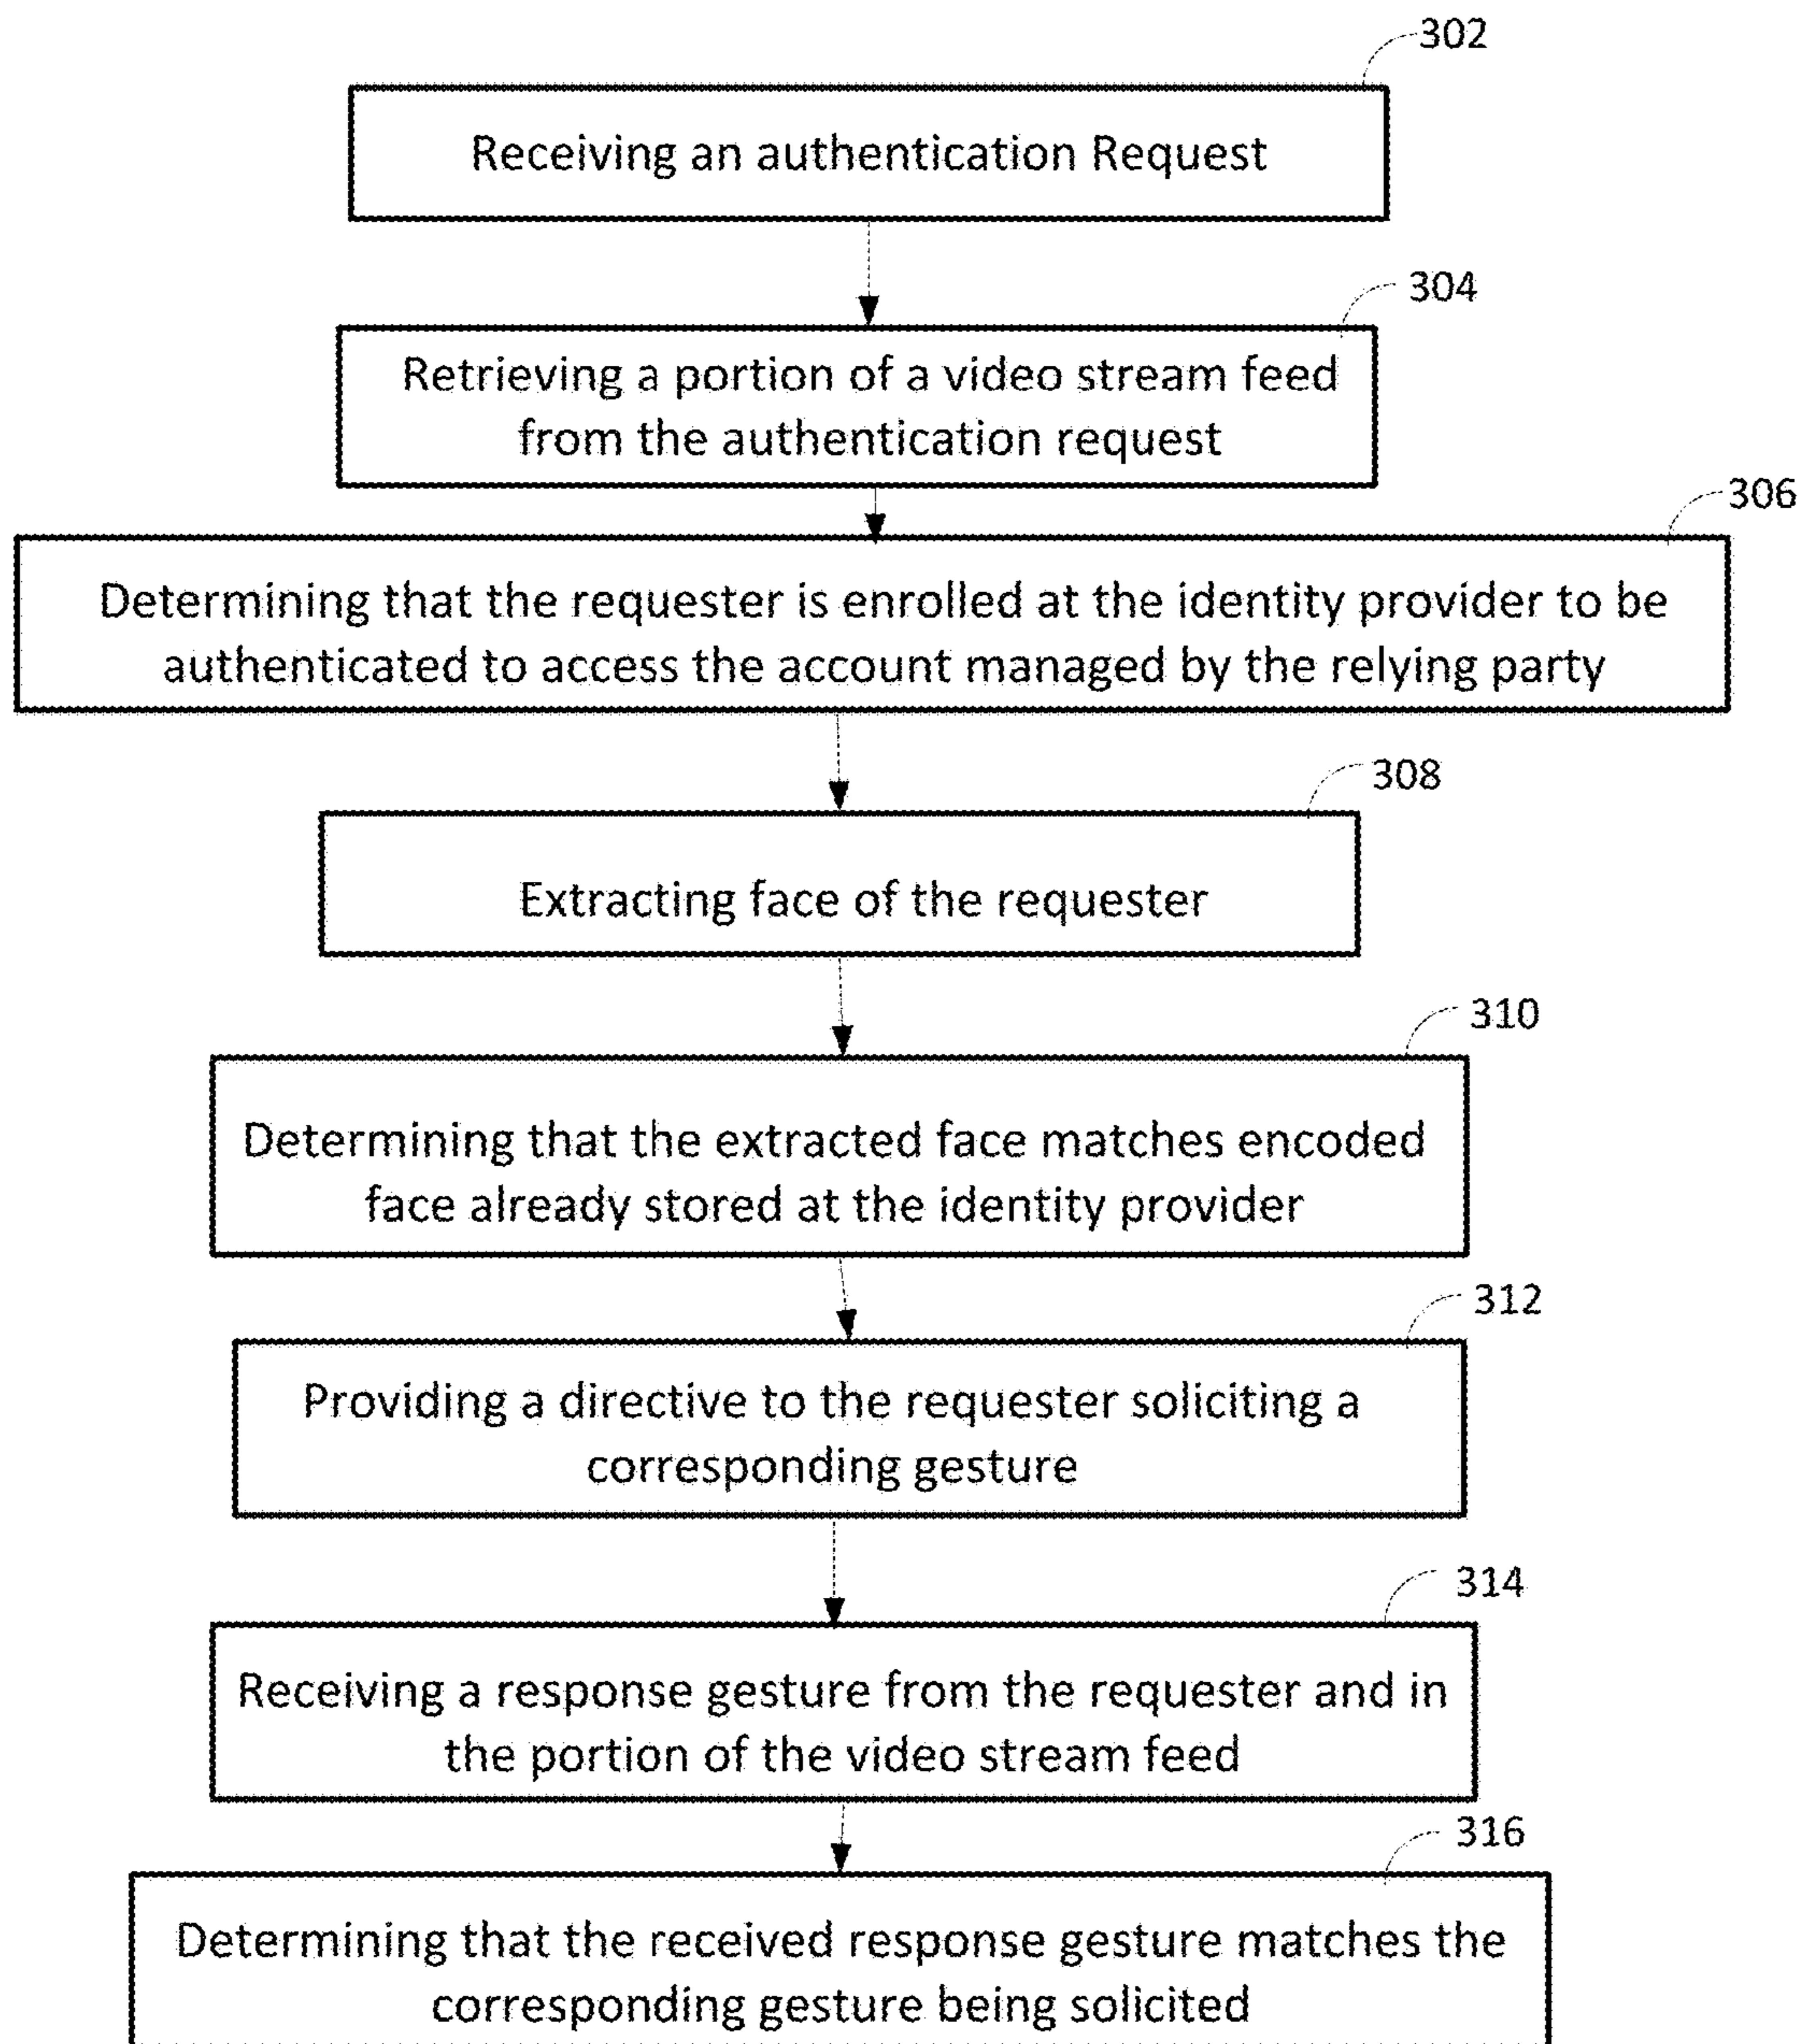 302
Receiving an authentication Request
304
Retrieving a portion of a video stream feed
from the authentication request
306
Determining that the requester is enrolled at the identity provider to be
authenticated to access the account managed by the relying party
308
Extracting face of the requester
310
Determining that the extracted face matches encoded
face already stored at the identity provider
312
Providing a directive to the requester soliciting a
corresponding gesture
314
Receiving a response gesture from the requester and in
the portion of the video stream feed
316
Determining that the received response gesture matches the
corresponding gesture being solicited